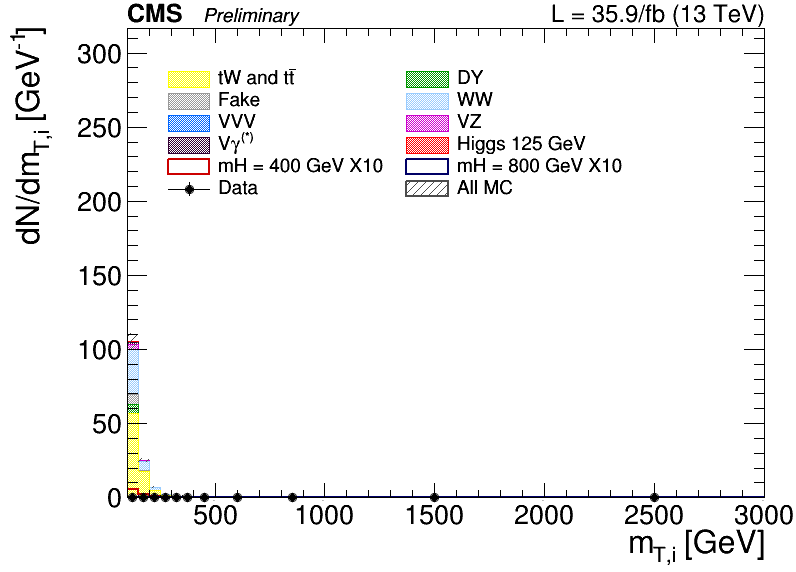 CMS Preliminary L = 35.9/fb (13 TeV)
dN/dm_{T,i} [GeV^{-1}]
300
250
200
150
100
50
0
tW and tt̄
DY
Fake
WW
VVV
VZ
Vγ^{(*)}
Higgs 125 GeV
mH = 400 GeV X10
mH = 800 GeV X10
Data
All MC
500 1000 1500 2000 2500 3000
m_{T,i} [GeV]